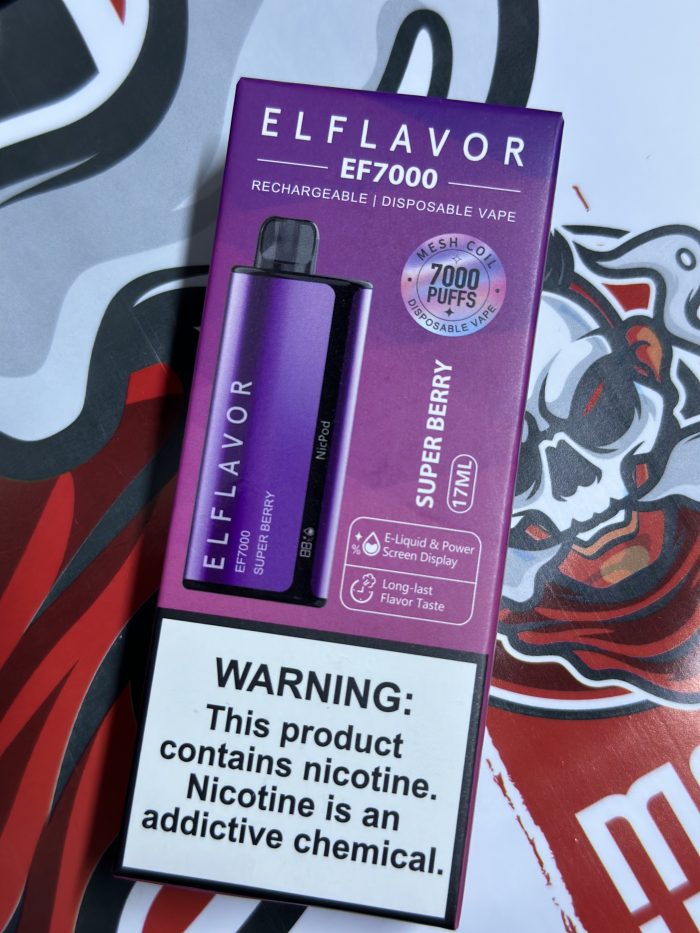 ELFLAVOR
EF7000
RECHARGEABLE | DISPOSABLE VAPE
MESH COIL
7000
PUFFS
DISPOSABLE VAPE
ELFLAVOR
EF7000
SUPER BERRY
NicPod
88
SUPER BERRY
17ML
%
E-Liquid & Power
Screen Display
Long-last
Flavor Taste
WARNING:
This product
contains nicotine.
Nicotine is an
addictive chemical.